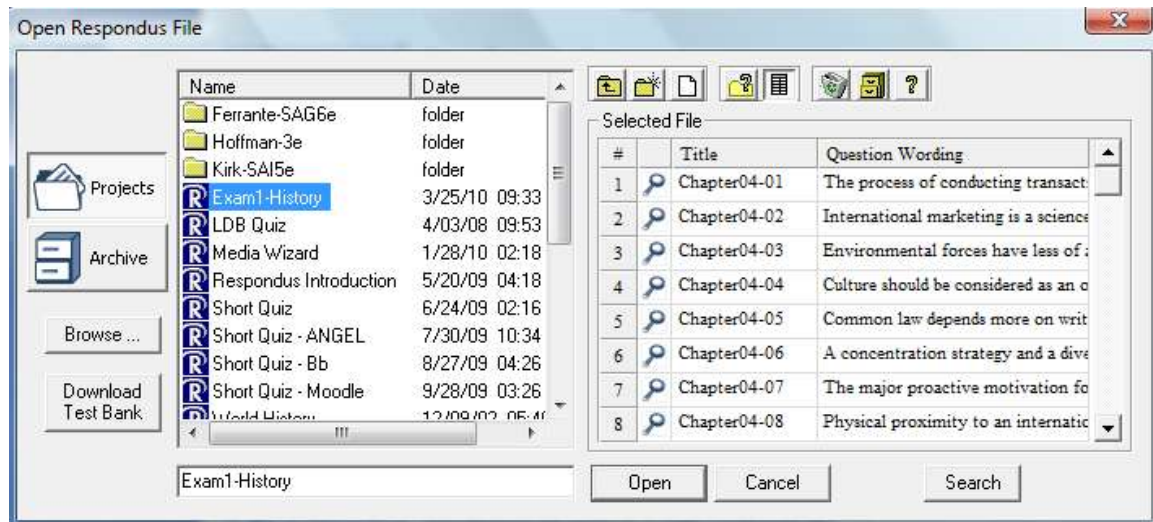 Open Respondus File
Projects
Archive
Browse ...
Download
Test Bank
Name Date
Ferrante-SAG6e folder
Hoffman-3e folder
Kirk-SAI5e folder
R Exam1-History 3/25/10 09:33
R LDB Quiz 4/03/08 09:53
R Media Wizard 1/28/10 02:18
R Respondus Introduction 5/20/09 04:18
R Short Quiz 6/24/09 02:16
R Short Quiz - ANGEL 7/30/09 10:34
R Short Quiz - Bb 8/27/09 04:26
R Short Quiz - Moodle 9/28/09 03:26
R World History
Exam1-History
Selected File
# Title Question Wording
1 Chapter04-01 The process of conducting transact
2 Chapter04-02 International marketing is a science
3 Chapter04-03 Environmental forces have less of
4 Chapter04-04 Culture should be considered as an o
5 Chapter04-05 Common law depends more on writ
6 Chapter04-06 A concentration strategy and a dive
7 Chapter04-07 The major proactive motivation fo
8 Chapter04-08 Physical proximity to an internatic
Open Cancel Search